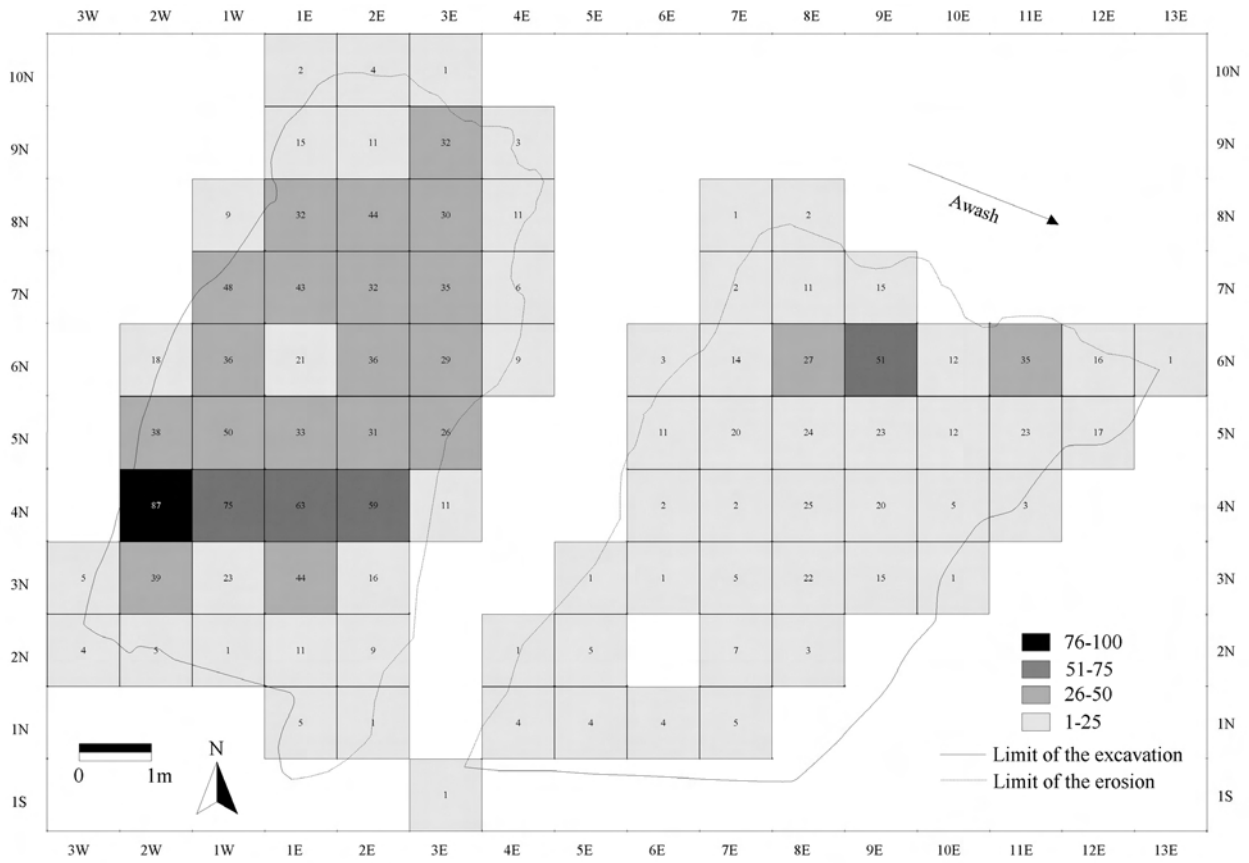 3W 2W 1W 1E 2E 3E 4E 5E 6E 7E 8E 9E 10E 11E 12E 13E
10N 2 4 1 10N
9N 15 11 32 3 9N
8N 9 32 44 30 11 1 2 8N
Awash
7N 48 43 32 35 6 2 11 15 7N
6N 18 36 21 36 29 9 3 14 27 51 12 35 16 1 6N
5N 38 50 33 31 26 11 20 24 23 12 23 17 5N
4N 87 75 63 59 11 2 2 25 20 5 3 4N
3N 5 39 23 44 16 1 1 5 22 15 1 3N
2N 4 5 1 11 9 1 5 7 3 2N
1N 5 1 4 4 4 5 1N
1S 1 1S
76-100
51-75
26-50
1-25
Limit of the excavation
Limit of the erosion
N
0 1m
3W 2W 1W 1E 2E 3E 4E 5E 6E 7E 8E 9E 10E 11E 12E 13E